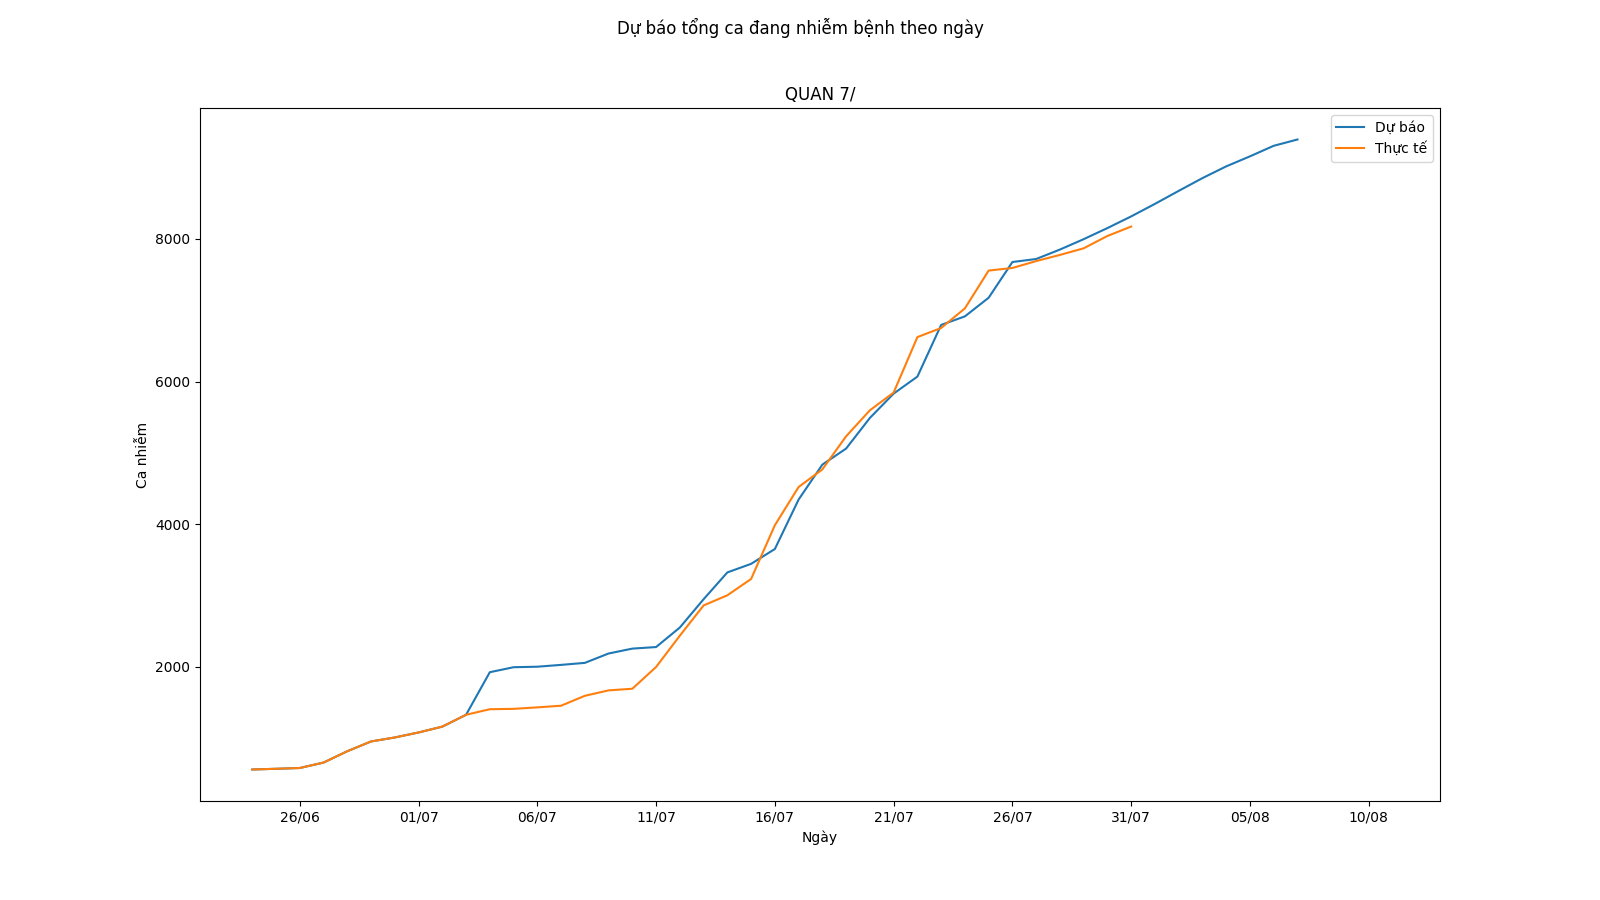 Dự báo tổng ca đang nhiễm bệnh theo ngày
QUAN 7/
Dự báo
Thực tế
8000
6000
4000
2000
Ca nhiễm
26/06 01/07 06/07 11/07 16/07 21/07 26/07 31/07 05/08 10/08
Ngày